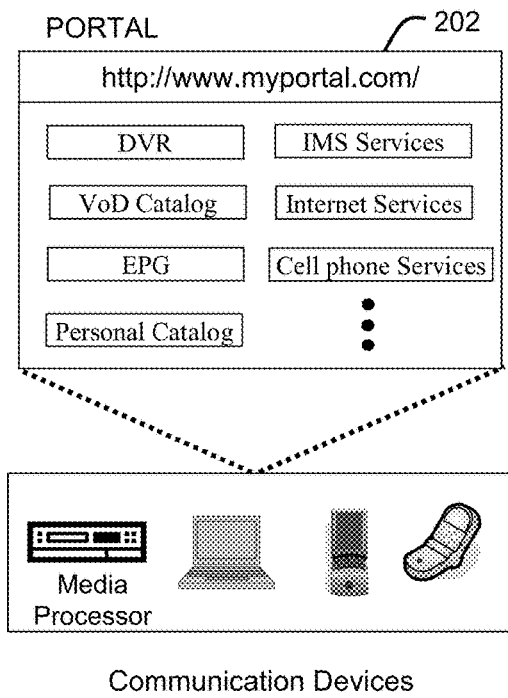 PORTAL
202
http://www.myportal.com/
DVR
IMS Services
VoD Catalog
Internet Services
EPG
Cell phone Services
Personal Catalog
Media
Processor
Communication Devices